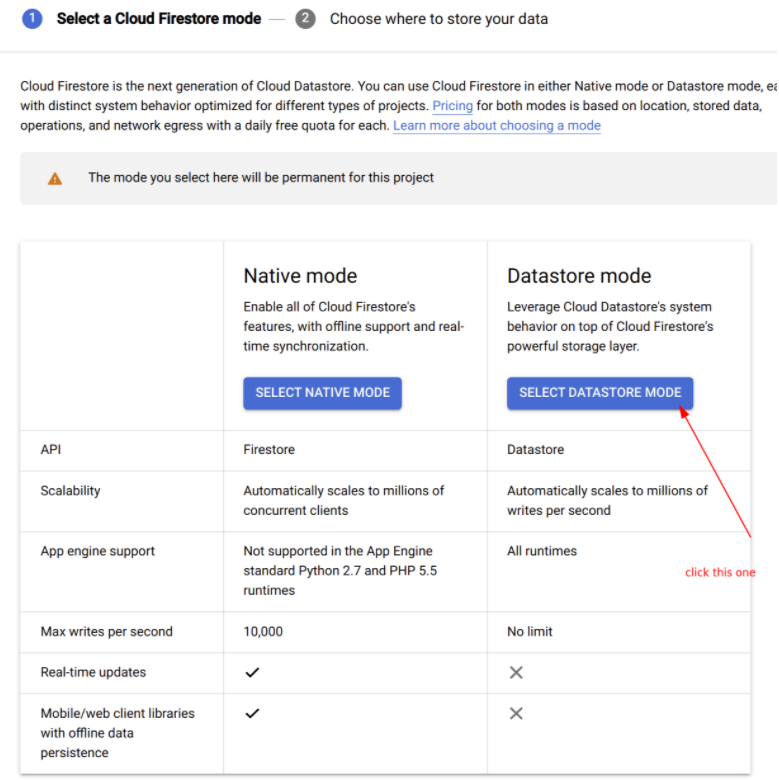 1 Select a Cloud Firestore mode — 2 Choose where to store your data
Cloud Firestore is the next generation of Cloud Datastore. You can use Cloud Firestore in either Native mode or Datastore mode, ea
with distinct system behavior optimized for different types of projects. Pricing for both modes is based on location, stored data,
operations, and network egress with a daily free quota for each. Learn more about choosing a mode
The mode you select here will be permanent for this project
Native mode
Enable all of Cloud Firestore's
features, with offline support and real-
time synchronization.
SELECT NATIVE MODE
Datastore mode
Leverage Cloud Datastore's system
behavior on top of Cloud Firestore's
powerful storage layer.
SELECT DATASTORE MODE
API
Firestore
Datastore
Scalability
Automatically scales to millions of
concurrent clients
Automatically scales to millions of
writes per second
App engine support
Not supported in the App Engine
standard Python 2.7 and PHP 5.5
runtimes
All runtimes
click this one
Max writes per second
10,000
No limit
Real-time updates
Mobile/web client libraries
with offline data
persistence